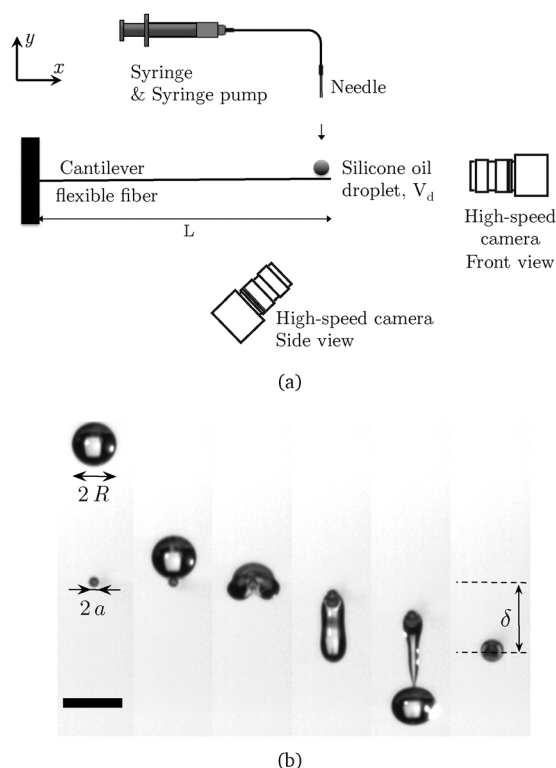 y
x
Syringe
& Syringe pump
Needle
Cantilever
flexible fiber
Silicone oil
droplet, V_d
L
High-speed
camera
Front view
High-speed camera
Side view
(a)
2 R
2 a
δ
(b)